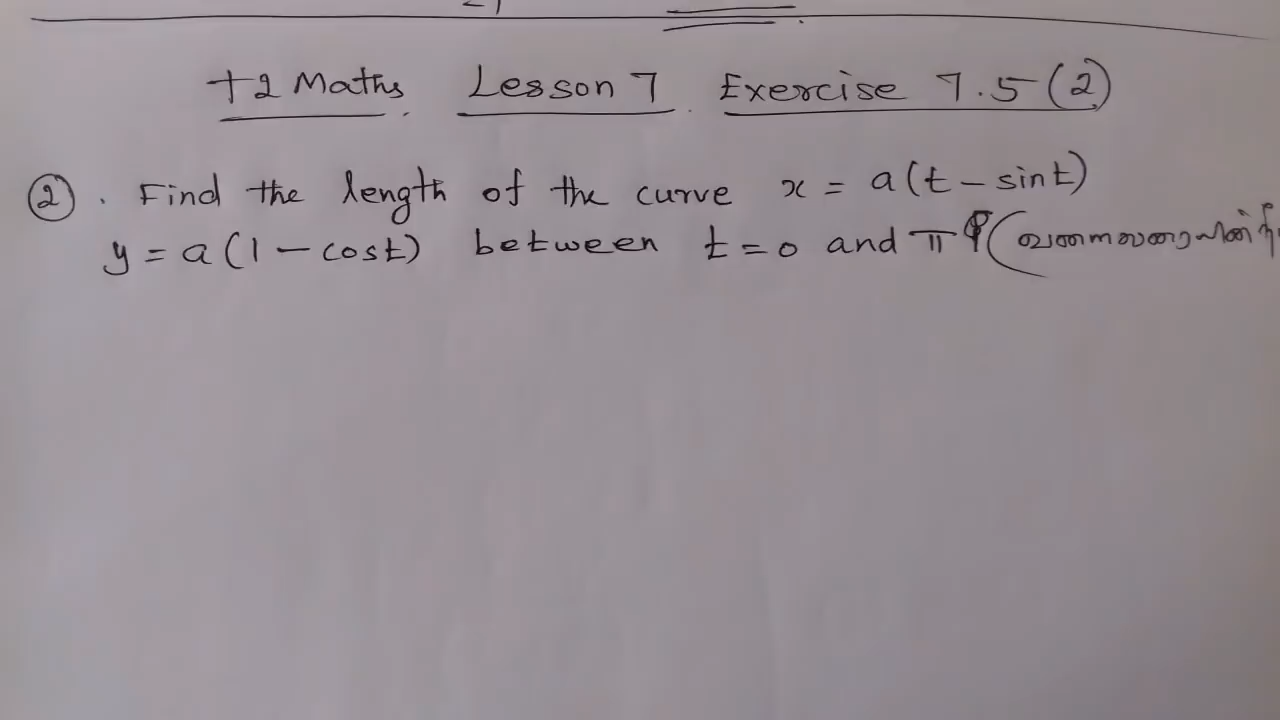 +2 Maths. Lesson 7. Exercise 7.5(2)
②. Find the length of the curve x = a(t - sint)
y = a(1 - cost) between t = 0 and π